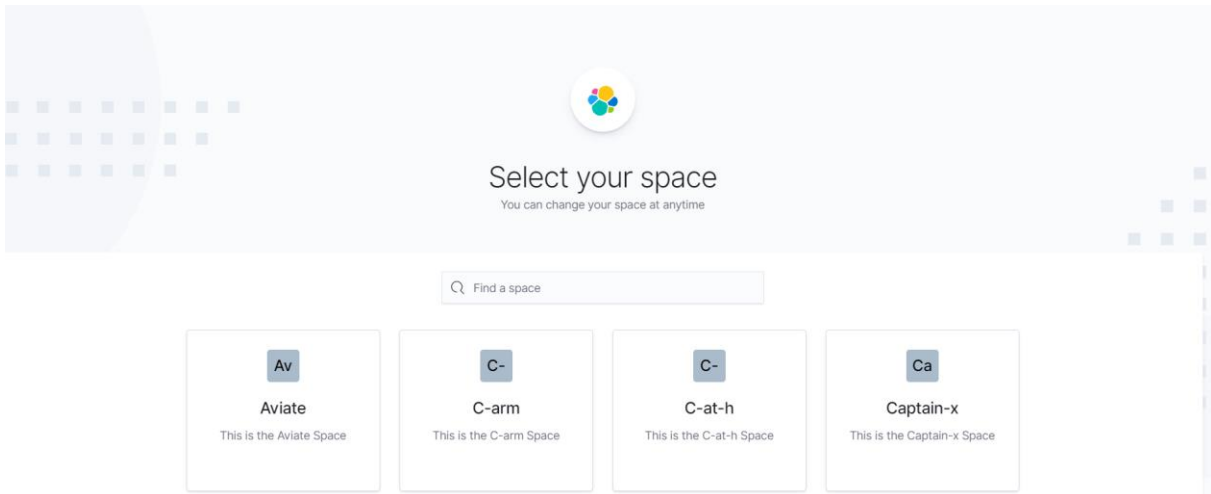 Select your space
You can change your space at anytime
Find a space
Av
Aviate
This is the Aviate Space
C-
C-arm
This is the C-arm Space
C-
C-at-h
This is the C-at-h Space
Ca
Captain-x
This is the Captain-x Space